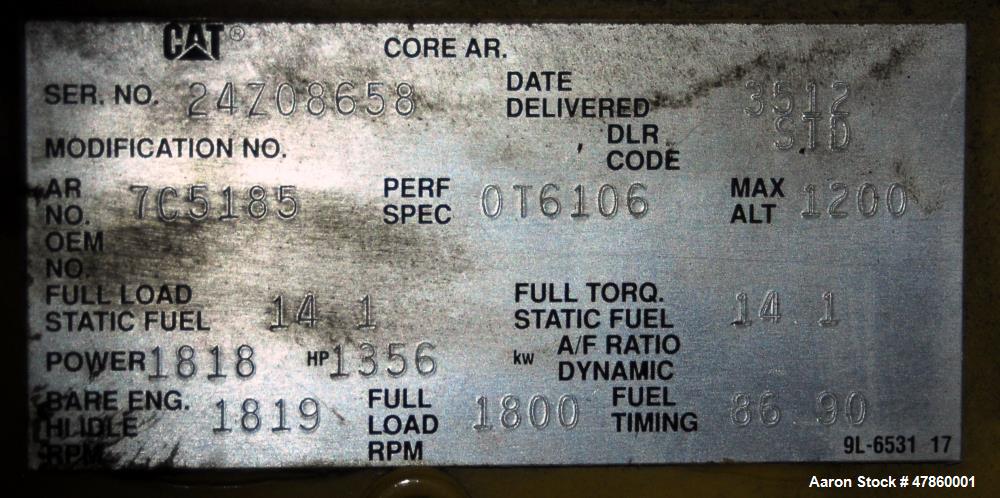 CAT® CORE AR.
SER. NO. 24Z08658 DATE DELIVERED 3512
DLR CODE STD
MODIFICATION NO.
AR NO. 7C5185 PERF SPEC 0T6106 MAX ALT 1200
OEM NO.
FULL LOAD STATIC FUEL 14 1 FULL TORQ. STATIC FUEL 14 1
POWER 1818 HP 1356 kw A/F RATIO DYNAMIC
BARE ENG. HI IDLE RPM 1819 FULL LOAD RPM 1800 FUEL TIMING 86 90
9L-6531 17
Aaron Stock # 47860001